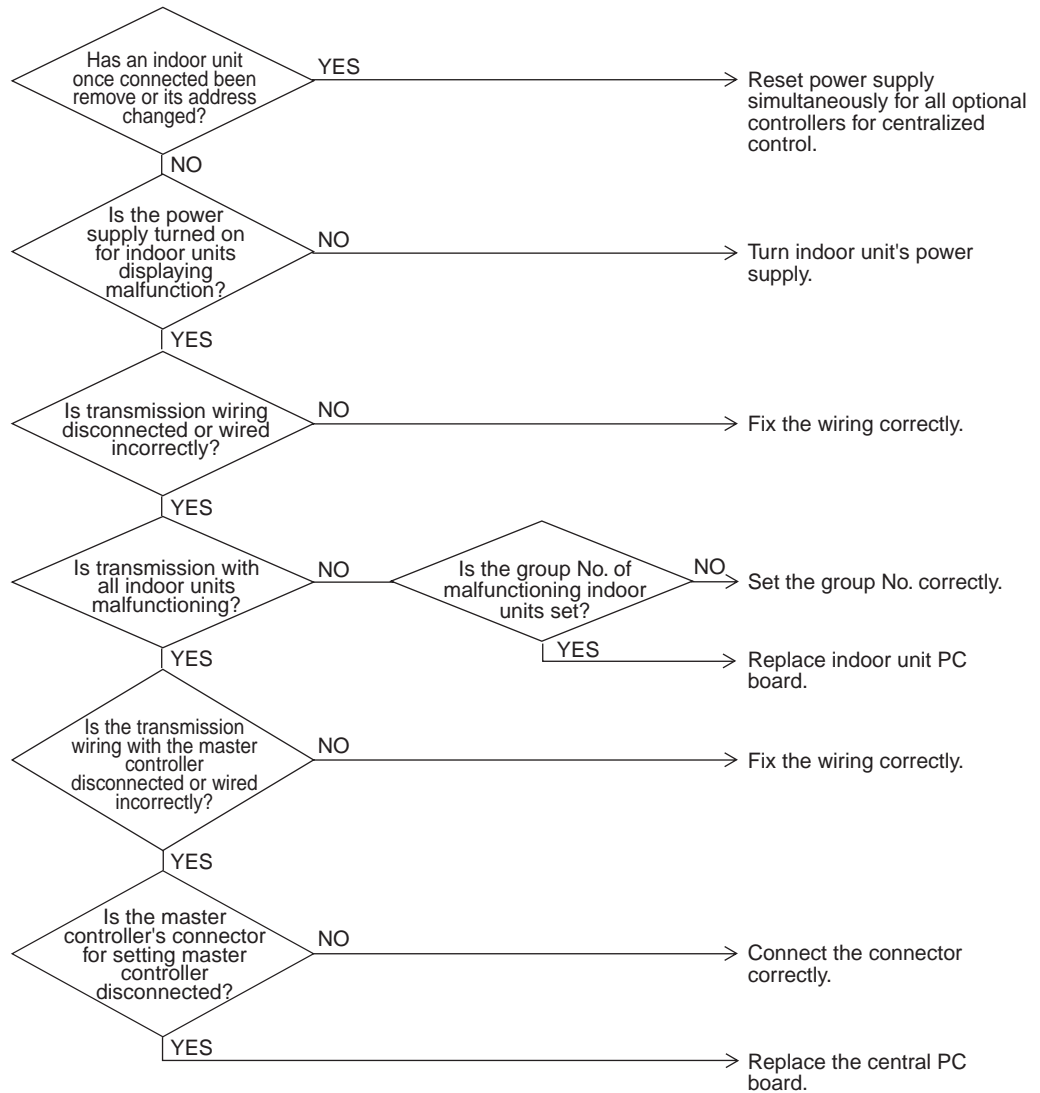 Has an indoor unit
once connected been
remove or its address
changed?
YES
Reset power supply
simultaneously for all optional
controllers for centralized
control.
NO
Is the power
supply turned on
for indoor units
displaying
malfunction?
NO
Turn indoor unit's power
supply.
YES
Is transmission wiring
disconnected or wired
incorrectly?
NO
Fix the wiring correctly.
YES
Is transmission with
all indoor units
malfunctioning?
NO
Is the group No. of
malfunctioning indoor
units set?
NO
Set the group No. correctly.
YES
Replace indoor unit PC
board.
YES
Is the transmission
wiring with the master
controller
disconnected or wired
incorrectly?
NO
Fix the wiring correctly.
YES
Is the master
controller's connector
for setting master
controller
disconnected?
NO
Connect the connector
correctly.
YES
Replace the central PC
board.